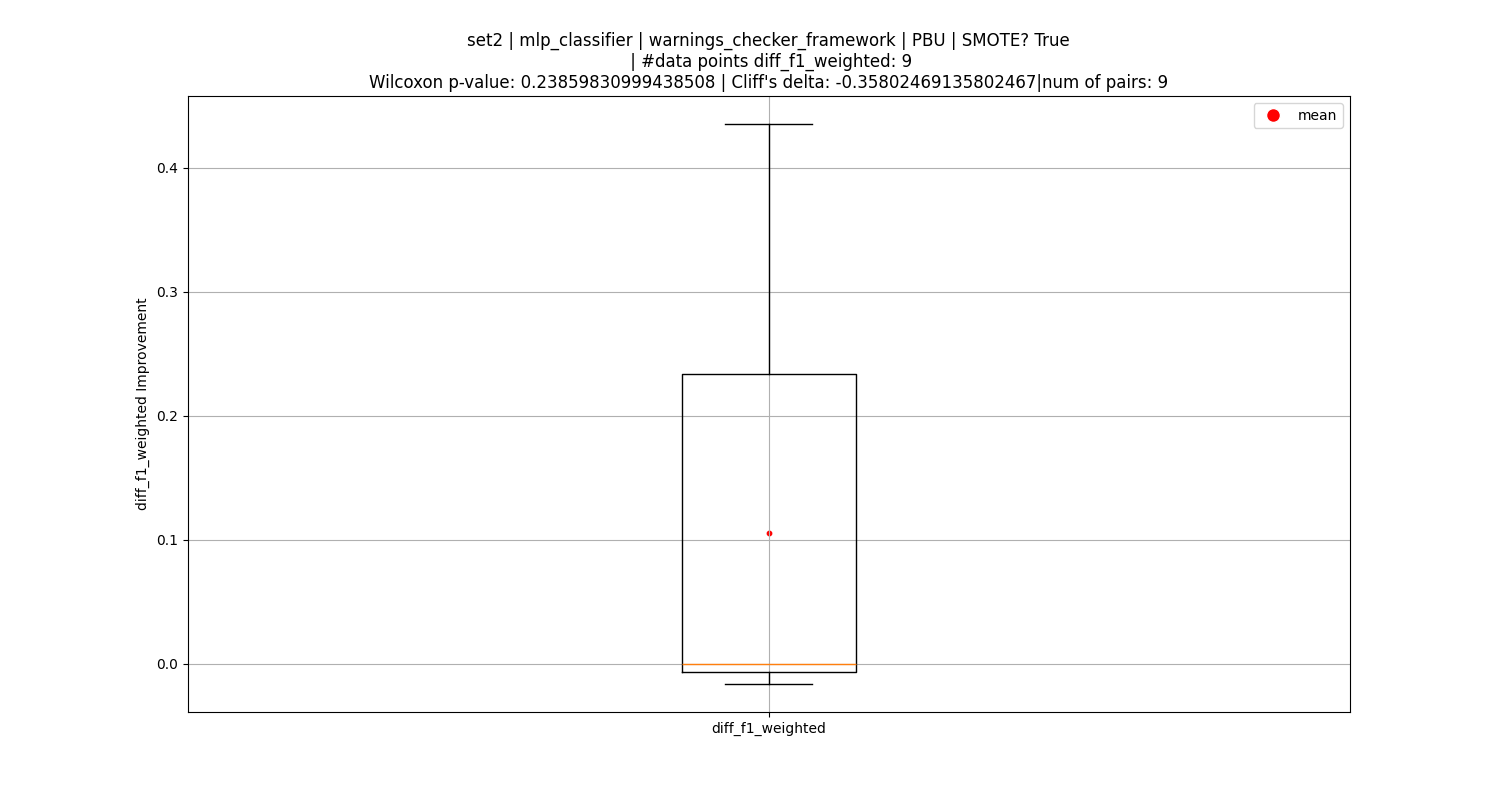 set2 | mlp_classifier | warnings_checker_framework | PBU | SMOTE? True
| #data points diff_f1_weighted: 9
Wilcoxon p-value: 0.23859830999438508 | Cliff's delta: -0.35802469135802467|num of pairs: 9
mean
0.4
0.3
0.2
0.1
0.0
diff_f1_weighted Improvement
diff_f1_weighted